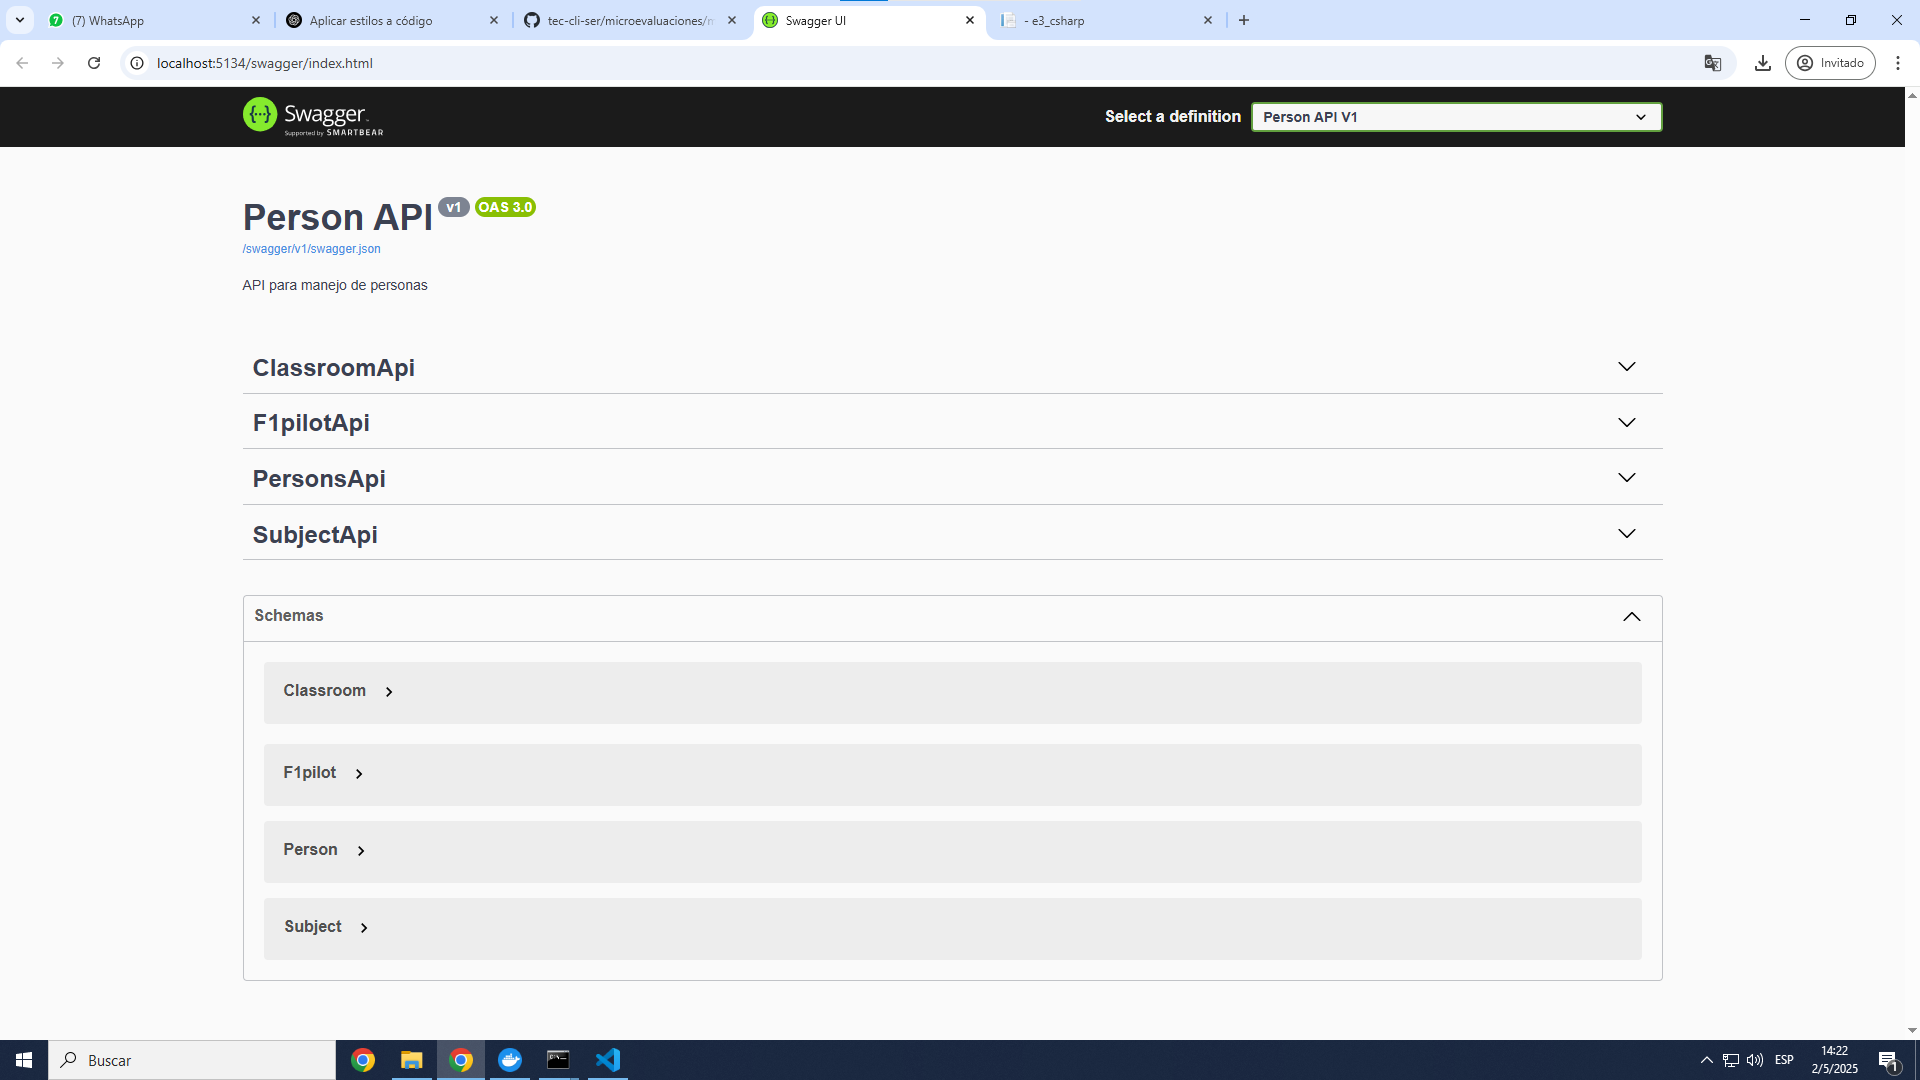 (7) WhatsApp
Aplicar estilos a código
tec-cli-ser/microevaluaciones/
Swagger UI
- e3_csharp
localhost:5134/swagger/index.html
Invitado
Swagger
Supported by SMARTBEAR
Select a definition
Person API V1
Person API v1 OAS 3.0
/swagger/v1/swagger.json
API para manejo de personas
ClassroomApi
F1pilotApi
PersonsApi
SubjectApi
Schemas
Classroom
F1pilot
Person
Subject
Buscar
ESP
14:22
2/5/2025
1